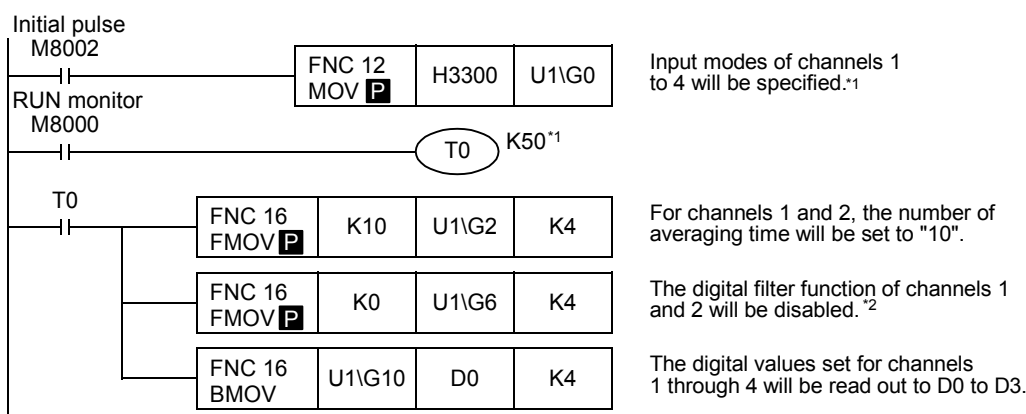 Initial pulse
M8002
FNC 12
MOV P
H3300
U1\G0
Input modes of channels 1
to 4 will be specified.*1
RUN monitor
M8000
T0
K50*1
T0
FNC 16
FMOV P
K10
U1\G2
K4
For channels 1 and 2, the number of
averaging time will be set to "10".
FNC 16
FMOV P
K0
U1\G6
K4
The digital filter function of channels 1
and 2 will be disabled.*2
FNC 16
BMOV
U1\G10
D0
K4
The digital values set for channels
1 through 4 will be read out to D0 to D3.